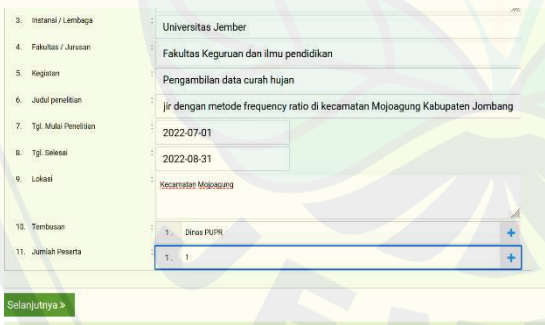 3. Instansi / Lembaga : Universitas Jember
4. Fakultas / Jurusan : Fakultas Keguruan dan ilmu pendidikan
5. Kegiatan : Pengambilan data curah hujan
6. Judul penelitian : jir dengan metode frequency ratio di kecamatan Mojoagung Kabupaten Jombang
7. Tgl. Mulai Penelitian : 2022-07-01
8. Tgl. Selesai : 2022-08-31
9. Lokasi : Kecamatan Mojoagung
10. Tembusan : 1. Dinas PUPR +
11. Jumlah Peserta : 1. 1 +
Selanjutnya »